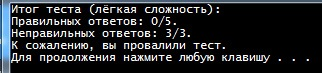 Итог теста (лёгкая сложность):
Правильных ответов: 0/5.
Неправильных ответов: 3/3.
К сожалению, вы провалили тест.
Для продолжения нажмите любую клавишу . . .